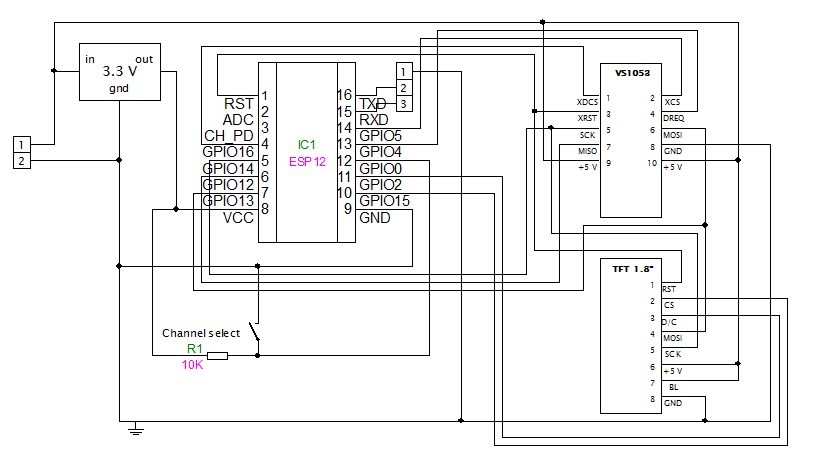 in out
3.3 V
gnd
1
2
RST
ADC
CH_PD
GPIO16
GPIO14
GPIO12
GPIO13
VCC
1
2
3
4
5
6
7
8
IC1
ESP12
16
15
14
13
12
11
10
9
TXD
RXD
GPIO5
GPIO4
GPIO0
GPIO2
GPIO15
GND
1
2
3
VS1053
XDCS 1 2 XCS
XRST 3 4 DREQ
SCK 5 6 MOSI
MISO 7 8 GND
+5 V 9 10 +5 V
TFT 1.8"
1 RST
2 CS
3 D/C
4 MOSI
5 SCK
6 +5 V
7 BL
8 GND
Channel select
R1
10K